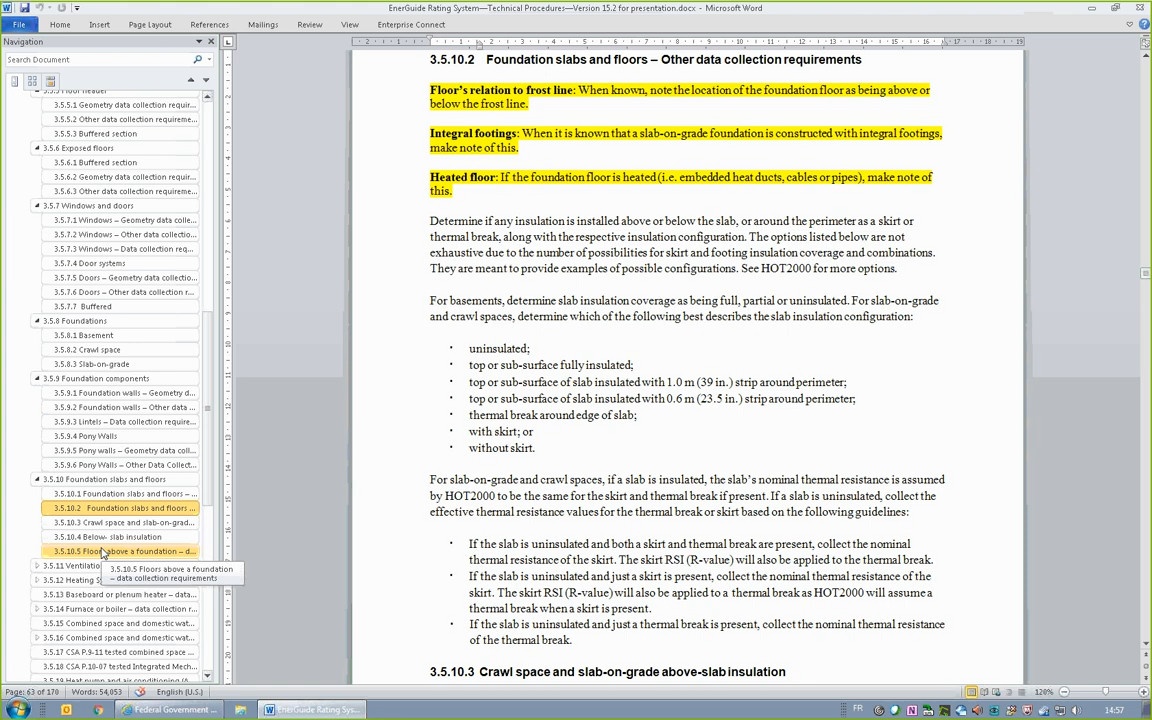 EnerGuide Rating System—Technical Procedures—Version 15.2 for presentation.docx - Microsoft Word
File Home Insert Page Layout References Mailings Review View EnerGuide Connect
Navigation
Search Document
3.5.5 Floor header
3.5.5.1 Geometry data collection requir...
3.5.5.2 Other data collection requireme...
3.5.5.3 Buffered section
3.5.6 Exposed floors
3.5.6.1 Buffered section
3.5.6.2 Geometry data collection require...
3.5.6.3 Other data collection requireme...
3.5.7 Windows and doors
3.5.7.1 Windows – Geometry data colle...
3.5.7.2 Windows – Other data collection...
3.5.7.3 Windows – Data collection req...
3.5.7.4 Door systems
3.5.7.5 Doors – Geometry data collectio...
3.5.7.6 Doors – Other data collection r...
3.5.7.7 Buffered
3.5.8 Foundations
3.5.8.1 Basement
3.5.8.2 Crawl space
3.5.8.3 Slab-on-grade
3.5.9 Foundation components
3.5.9.1 Foundation walls – Geometry d...
3.5.9.2 Foundation walls – Other data ...
3.5.9.3 Lintels – Data collection require...
3.5.9.4 Pony Walls
3.5.9.5 Pony walls – Geometry data coll...
3.5.9.6 Pony Walls – Other Data Collect...
3.5.10 Foundation slabs and floors
3.5.10.1 Foundation slabs and floors – ...
3.5.10.2 Foundation slabs and floors ...
3.5.10.3 Crawl space and slab-on-grad...
3.5.10.4 Below- slab insulation
3.5.10.5 Floors above a foundation – d...
3.5.11 Ventilatio
3.5.12 Heating S
3.5.10.5 Floors above a foundation
– data collection requirements
3.5.13 Baseboard or plenum heater – data...
3.5.14 Furnace or boiler – data collection r...
3.5.15 Combined space and domestic wat...
3.5.16 Combined space and domestic wat...
3.5.17 CSA P.9-11 tested combined space ...
3.5.18 CSA P.10-07 tested Integrated Mech...
3.5.19 Heat pump and air conditioning (A...
3.5.10.2 Foundation slabs and floors – Other data collection requirements
Floor's relation to frost line: When known, note the location of the foundation floor as being above or
below the frost line.
Integral footings: When it is known that a slab-on-grade foundation is constructed with integral footings,
make note of this.
Heated floor: If the foundation floor is heated (i.e. embedded heat ducts, cables or pipes), make note of
this.
Determine if any insulation is installed above or below the slab, or around the perimeter as a skirt or
thermal break, along with the respective insulation configuration. The options listed below are not
exhaustive due to the number of possibilities for skirt and footing insulation coverage and combinations.
They are meant to provide examples of possible configurations. See HOT2000 for more options.
For basements, determine slab insulation coverage as being full, partial or uninsulated. For slab-on-grade
and crawl spaces, determine which of the following best describes the slab insulation configuration:
· uninsulated;
· top or sub-surface fully insulated;
· top or sub-surface of slab insulated with 1.0 m (39 in.) strip around perimeter;
· top or sub-surface of slab insulated with 0.6 m (23.5 in.) strip around perimeter;
· thermal break around edge of slab;
· with skirt; or
· without skirt.
For slab-on-grade and crawl spaces, if a slab is insulated, the slab's nominal thermal resistance is assumed
by HOT2000 to be the same for the skirt and thermal break if present. If a slab is uninsulated, collect the
effective thermal resistance values for the thermal break or skirt based on the following guidelines:
· If the slab is uninsulated and both a skirt and thermal break are present, collect the nominal
thermal resistance of the skirt. The skirt RSI (R-value) will also be applied to the thermal break.
· If the slab is uninsulated and just a skirt is present, collect the nominal thermal resistance of the
skirt. The skirt RSI (R-value) will also be applied to a thermal break as HOT2000 will assume a
thermal break when a skirt is present.
· If the slab is uninsulated and just a thermal break is present, collect the nominal thermal resistance
of the thermal break.
3.5.10.3 Crawl space and slab-on-grade above-slab insulation
Page: 63 of 170 Words: 54,053 English (U.S.) 120%
Federal Government ... EnerGuide Rating Sys... FR 14:57